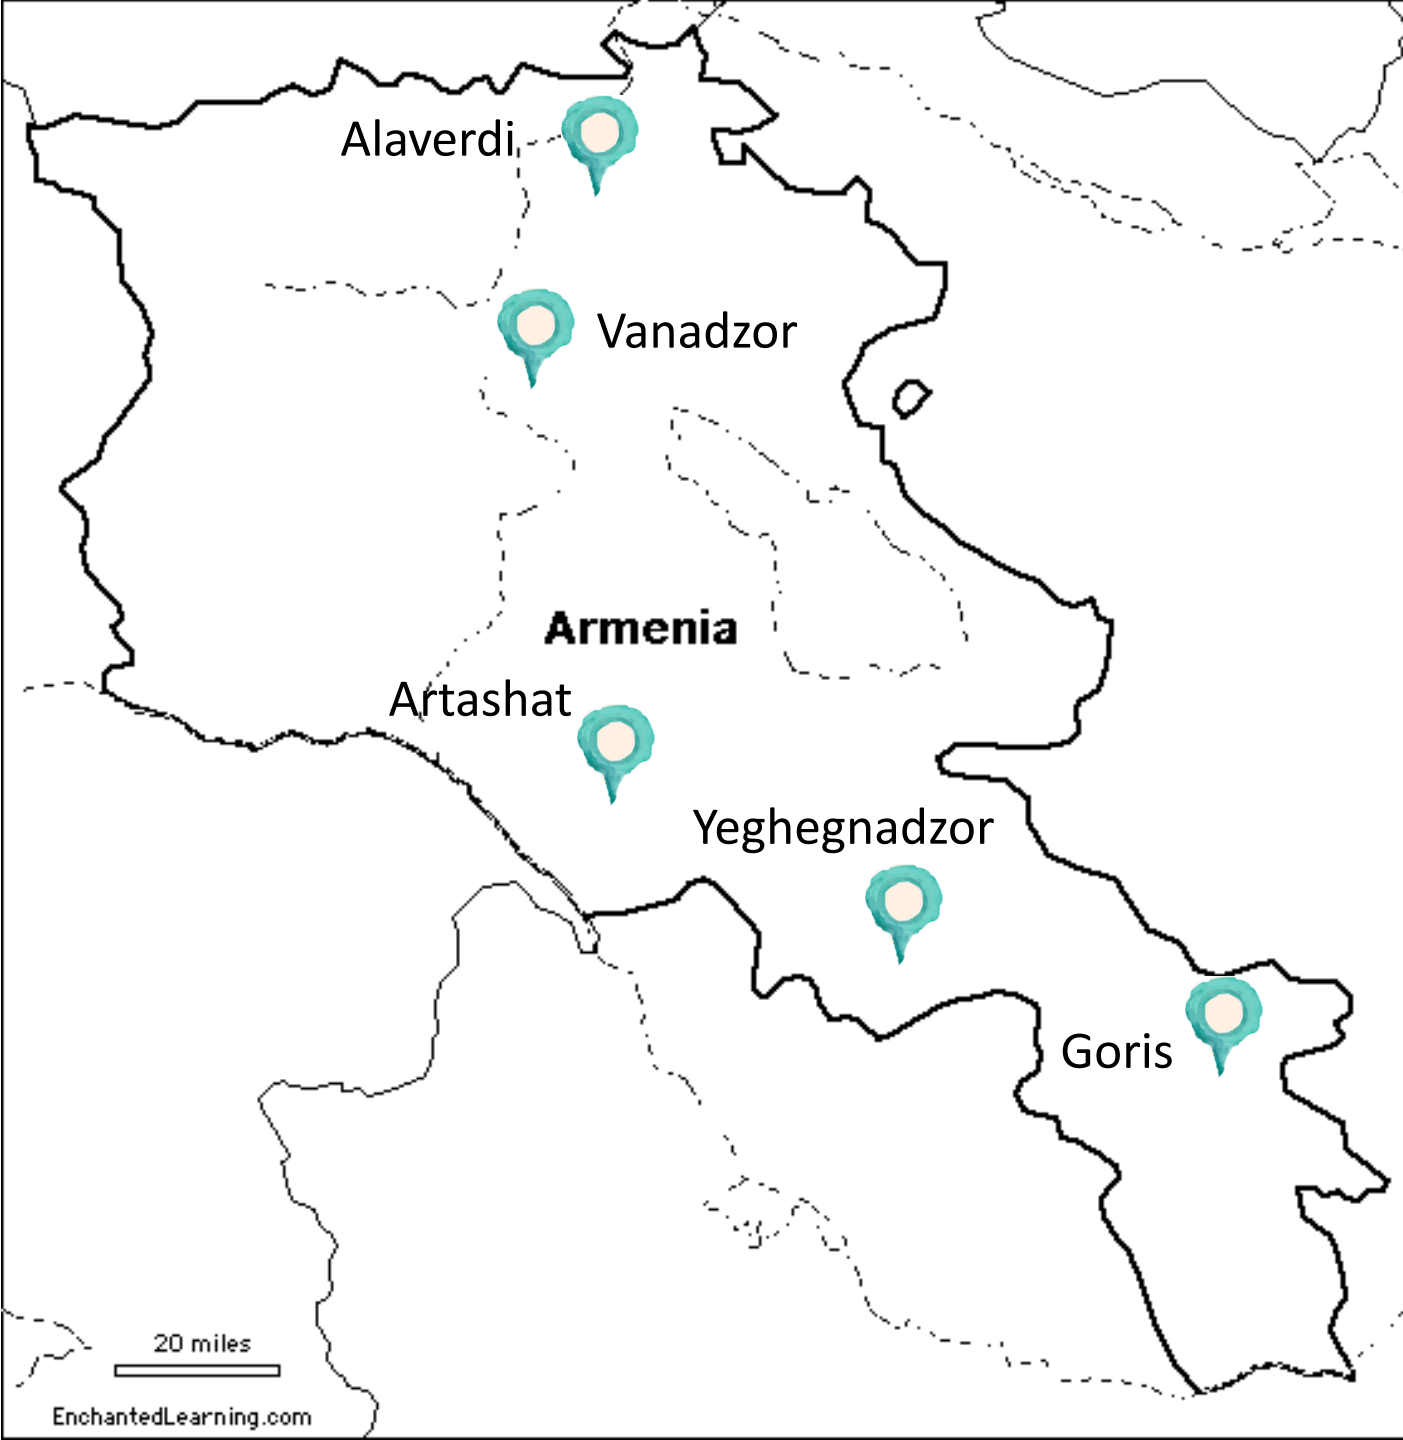 Alaverdi
Vanadzor
Armenia
Artashat
Yeghegnadzor
Goris
20 miles
EnchantedLearning.com